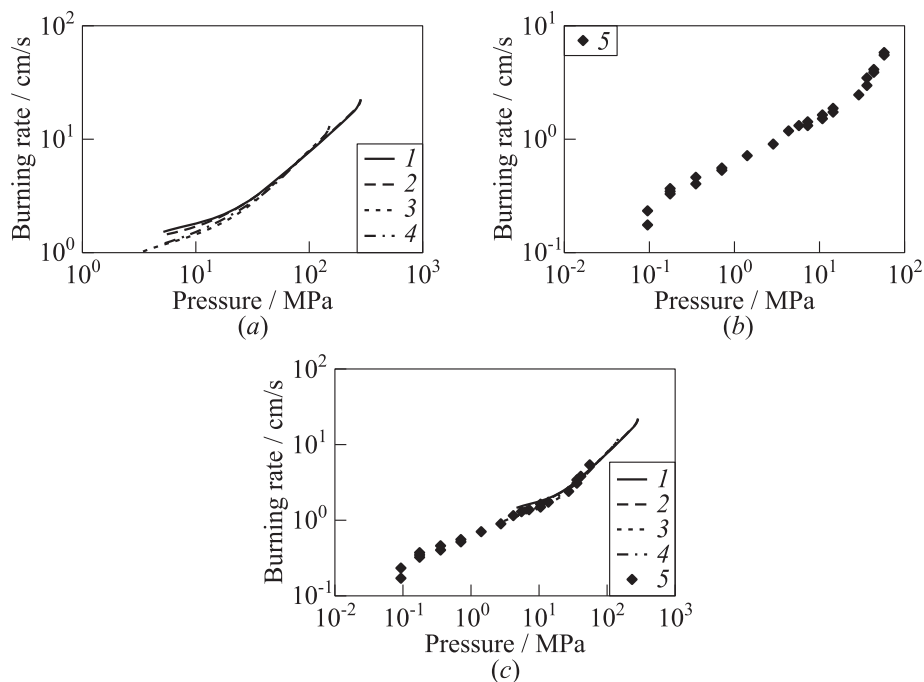 10^2
10^1
10^0
Burning rate / cm/s
1
2
3
4
10^0 10^1 10^2 10^3
Pressure / MPa
(a)
5
10^1
10^0
10^-1
Burning rate / cm/s
10^-2 10^-1 10^0 10^1 10^2
Pressure / MPa
(b)
10^2
10^1
10^0
10^-1
Burning rate / cm/s
1
2
3
4
5
10^-2 10^-1 10^0 10^1 10^2 10^3
Pressure / MPa
(c)